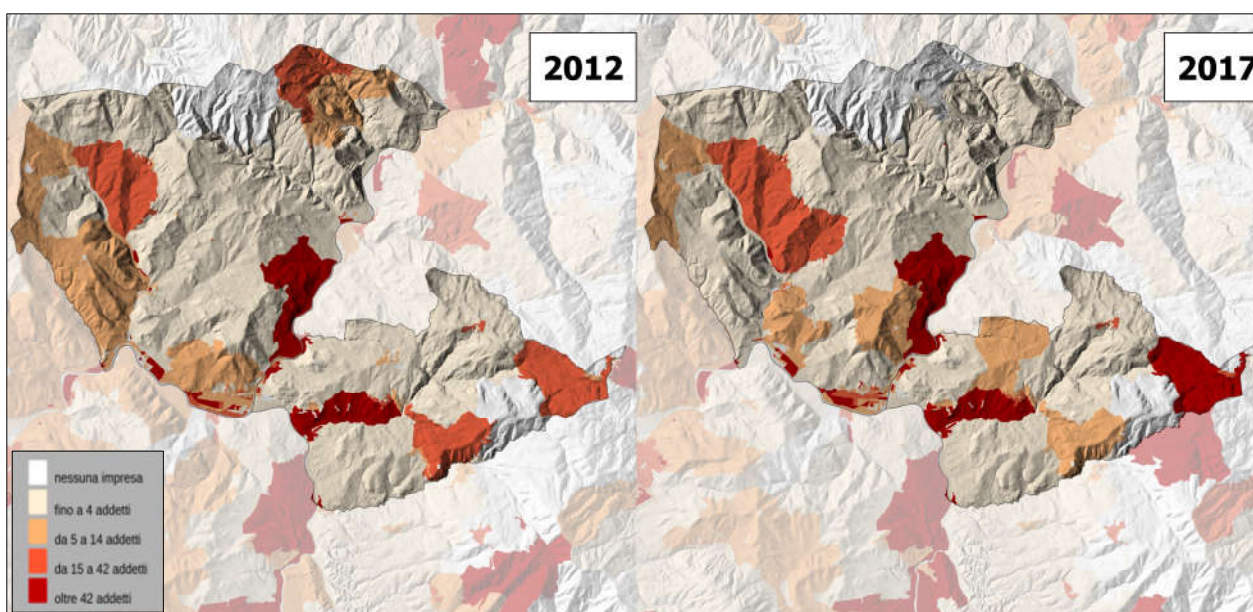 2012
2017
nessuna impresa
fino a 4 addetti
da 5 a 14 addetti
da 15 a 42 addetti
oltre 42 addetti